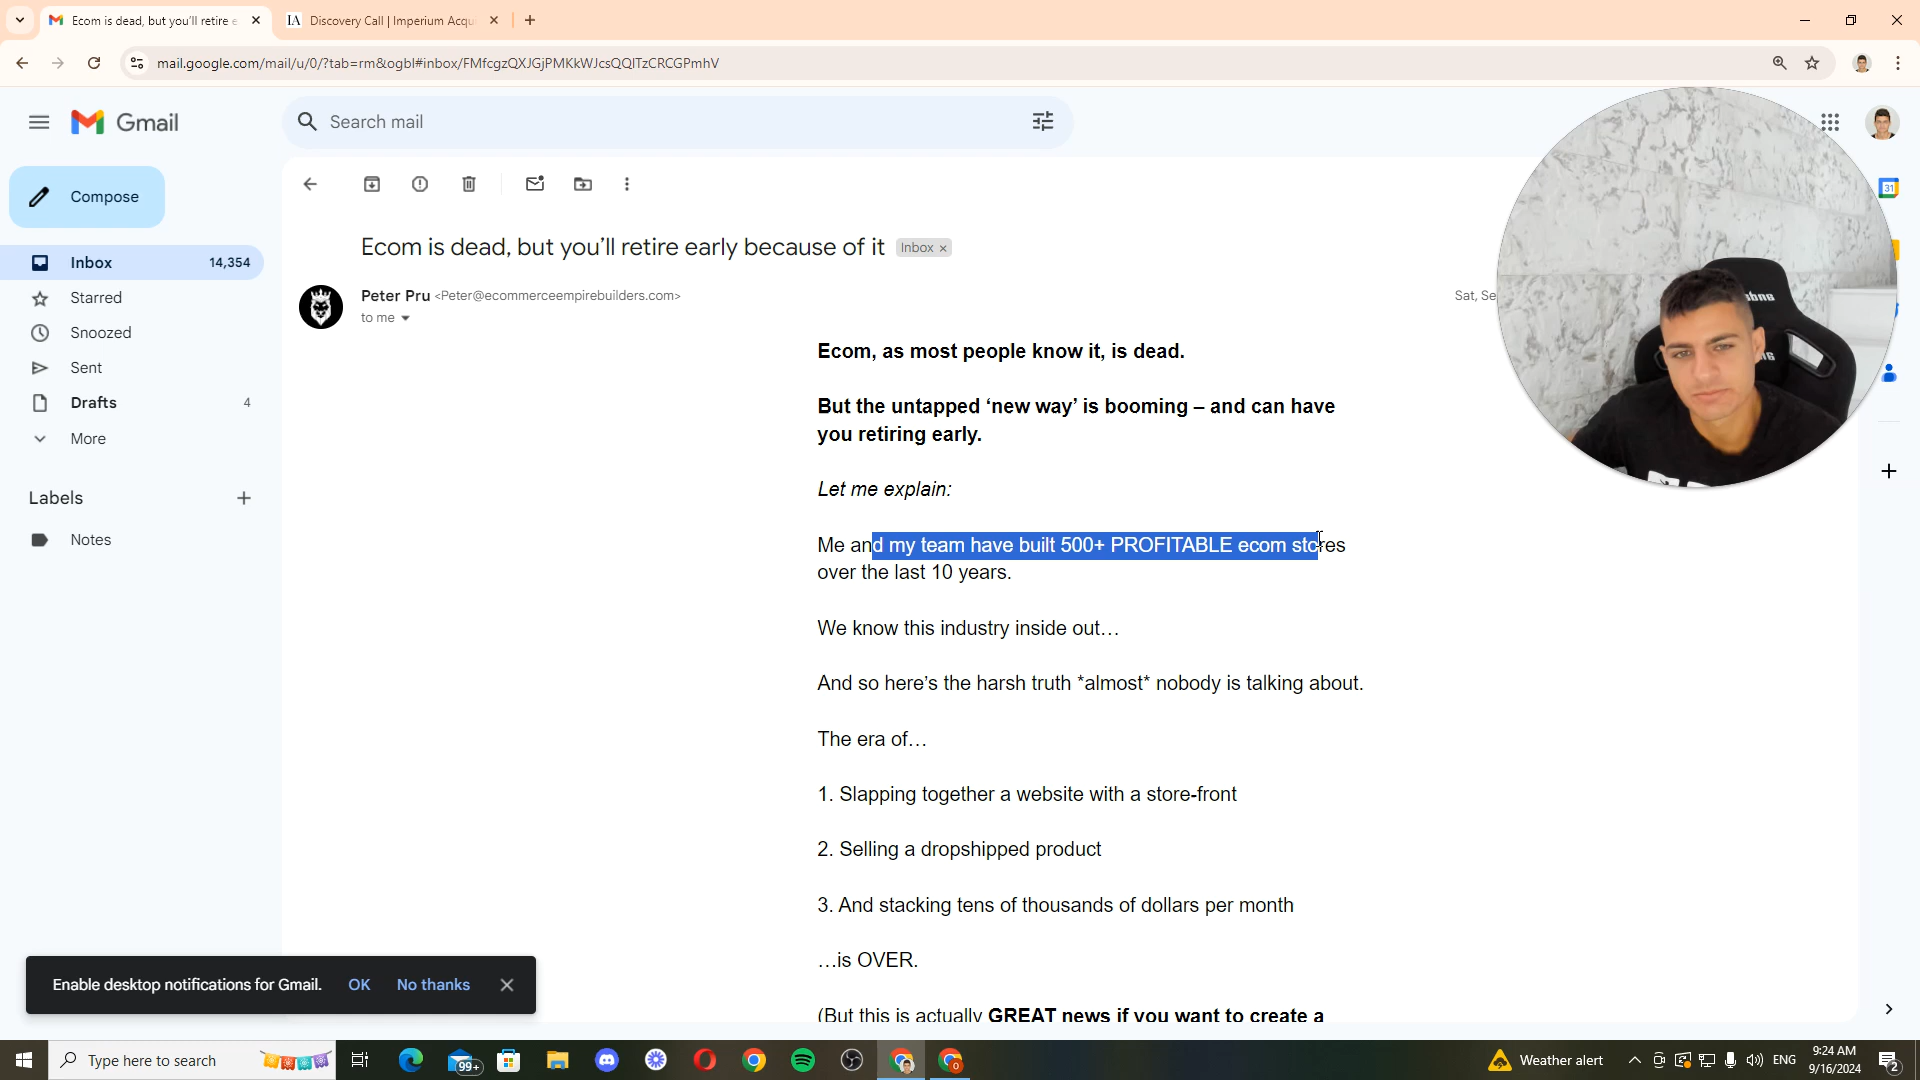 Ecom is dead, but you'll retire e
IA Discovery Call | Imperium Acqu
mail.google.com/mail/u/0/?tab=rm&ogbl#inbox/FMfcgzQXJGjPMKkWJcsQQlTzCRCGPmhV
Gmail
Search mail
Compose
Inbox 14,354
Starred
Snoozed
Sent
Drafts 4
More
Labels
Notes
Ecom is dead, but you'll retire early because of it Inbox
Peter Pru <Peter@ecommerceempirebuilders.com>
Sat, Se
to me
Ecom, as most people know it, is dead.
But the untapped ‘new way’ is booming – and can have
you retiring early.
Let me explain:
Me and my team have built 500+ PROFITABLE ecom stores
over the last 10 years.
We know this industry inside out…
And so here’s the harsh truth *almost* nobody is talking about.
The era of…
1. Slapping together a website with a store-front
2. Selling a dropshipped product
3. And stacking tens of thousands of dollars per month
…is OVER.
(But this is actually GREAT news if you want to create a
31
Enable desktop notifications for Gmail. OK No thanks
Type here to search
99+
Weather alert
ENG
9:24 AM
9/16/2024
2